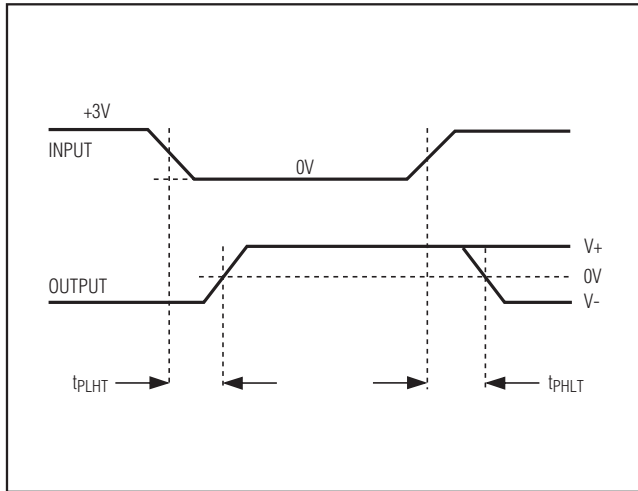 +3V
INPUT
0V
V+
0V
OUTPUT
V-
tPLHT
tPHLT